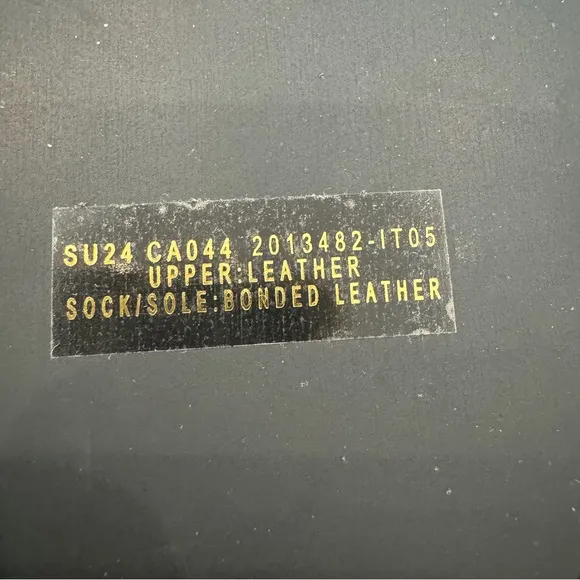 SU24 CA044 2013482-IT05
UPPER:LEATHER
SOCK/SOLE:BONDED LEATHER